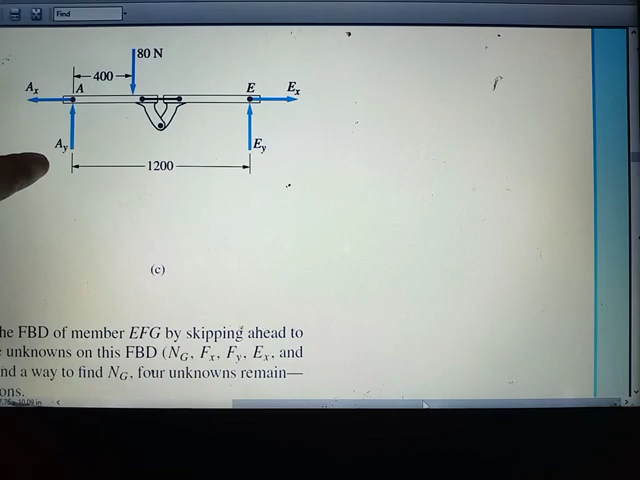 Find
80 N
400
Ax
A
E
Ex
Ay
Ey
1200
(c)
he FBD of member EFG by skipping ahead to
unknowns on this FBD (NG, Fx, Fy, Ex, and
nd a way to find NG, four unknowns remain—
ons.